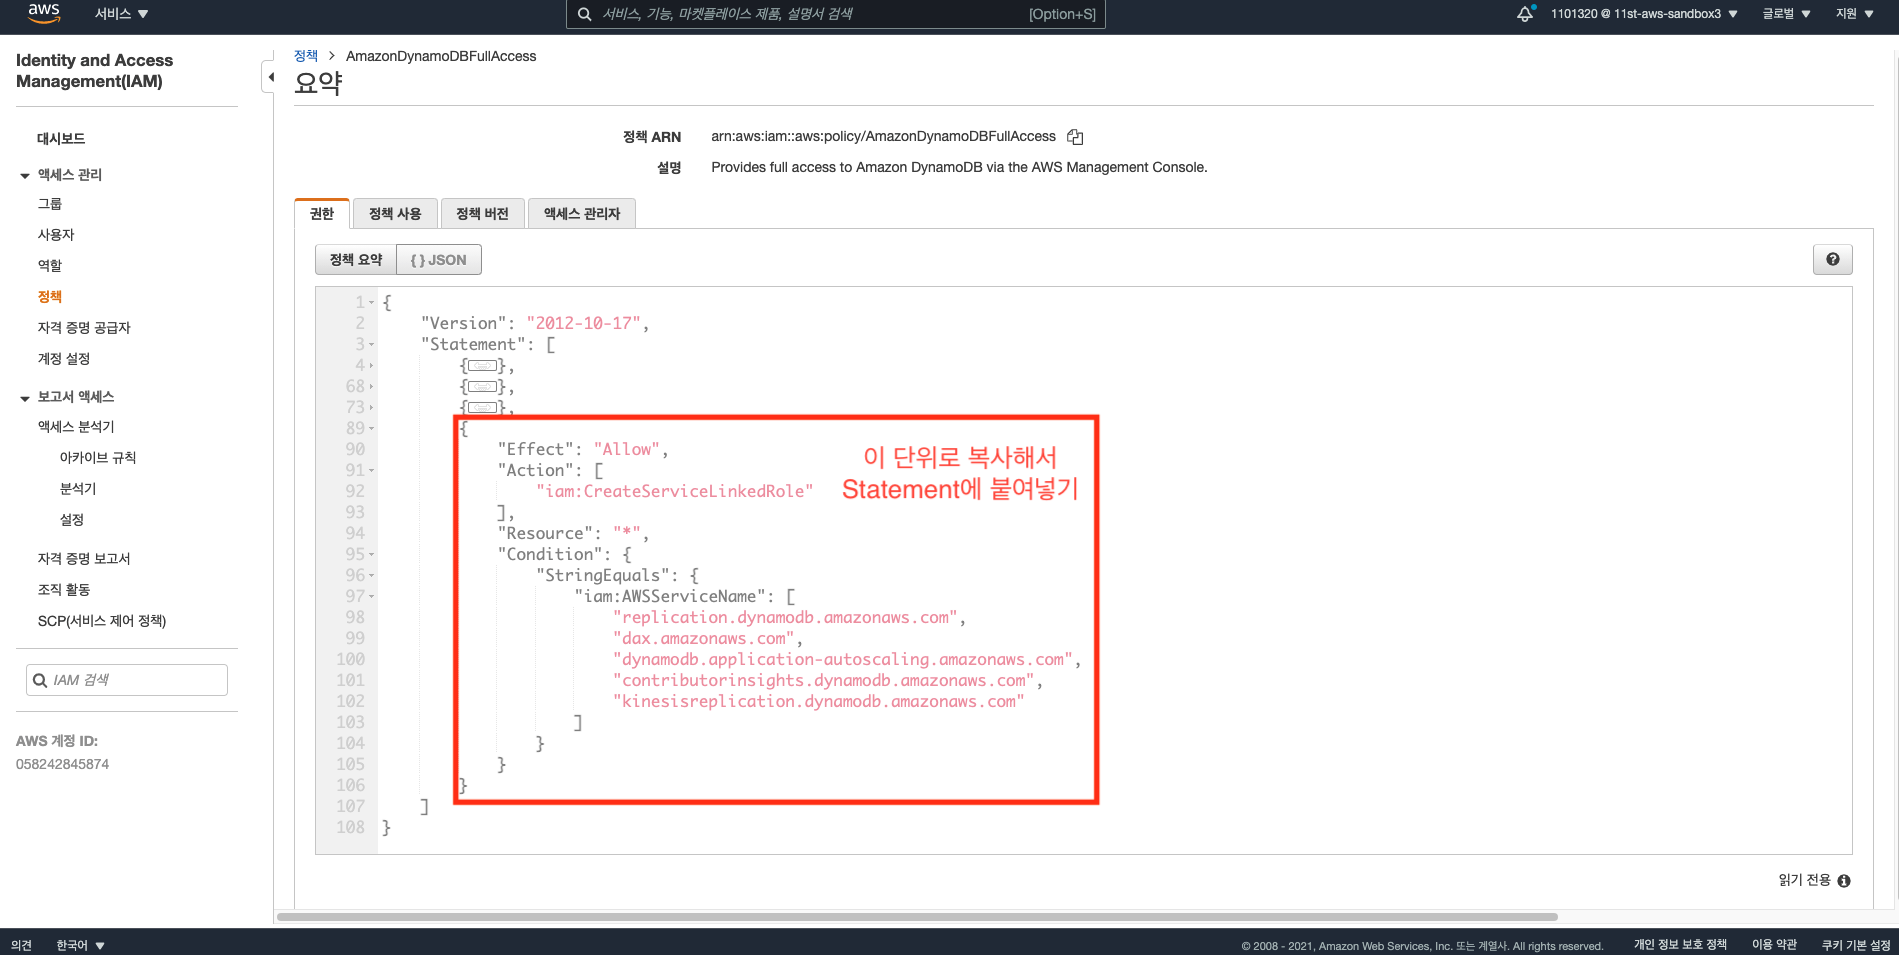 aws
서비스
서비스, 기능, 마켓플레이스 제품, 설명서 검색
[Option+S]
1101320 @ 11st-aws-sandbox3
글로벌
지원
Identity and Access
Management(IAM)
대시보드
액세스 관리
그룹
사용자
역할
정책
자격 증명 공급자
계정 설정
보고서 액세스
액세스 분석기
아카이브 규칙
분석기
설정
자격 증명 보고서
조직 활동
SCP(서비스 제어 정책)
IAM 검색
AWS 계정 ID:
058242845874
정책 > AmazonDynamoDBFullAccess
요약
정책 ARN arn:aws:iam::aws:policy/AmazonDynamoDBFullAccess
설명 Provides full access to Amazon DynamoDB via the AWS Management Console.
권한 정책 사용 정책 버전 액세스 관리자
정책 요약 { } JSON
1 {
2 "Version": "2012-10-17",
3 "Statement": [
4 {},
68 {},
73 {},
89 {
90 "Effect": "Allow",
91 "Action": [
92 "iam:CreateServiceLinkedRole"
93 ],
94 "Resource": "*",
95 "Condition": {
96 "StringEquals": {
97 "iam:AWSServiceName": [
98 "replication.dynamodb.amazonaws.com",
99 "dax.amazonaws.com",
100 "dynamodb.application-autoscaling.amazonaws.com",
101 "contributorinsights.dynamodb.amazonaws.com",
102 "kinesisreplication.dynamodb.amazonaws.com"
103 ]
104 }
105 }
106 }
107 ]
108 }
이 단위로 복사해서
Statement에 붙여넣기
읽기 전용
의견
한국어
© 2008 - 2021, Amazon Web Services, Inc. 또는 계열사. All rights reserved.
개인 정보 보호 정책
이용 약관
쿠키 기본 설정